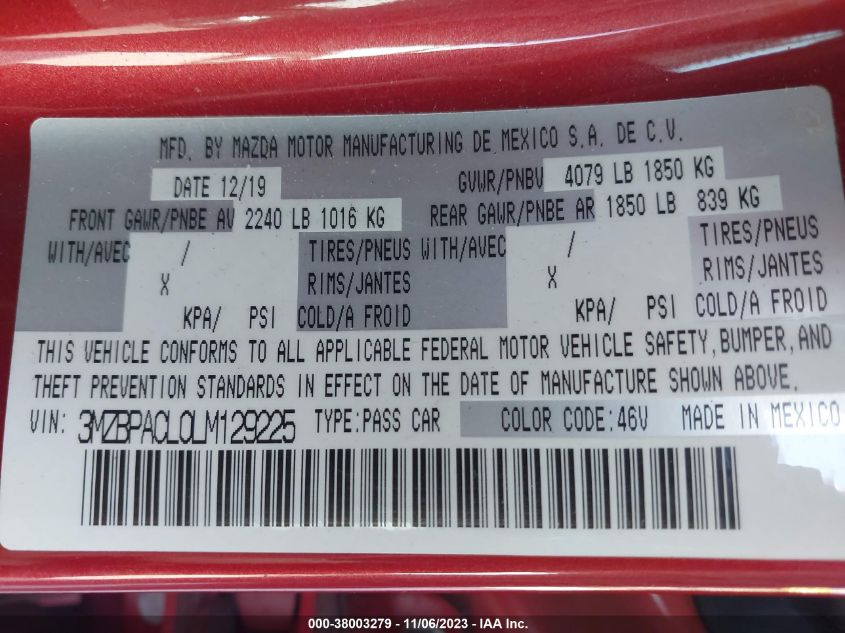 MFD. BY MAZDA MOTOR MANUFACTURING DE MEXICO S.A. DE C.V.
DATE 12/19 GVWR/PNBV 4079 LB 1850 KG
FRONT GAWR/PNBE AV 2240 LB 1016 KG REAR GAWR/PNBE AR 1850 LB 839 KG
WITH/AVEC / TIRES/PNEUS WITH/AVEC / TIRES/PNEUS
X RIMS/JANTES X RIMS/JANTES
KPA/ PSI COLD/A FROID KPA/ PSI COLD/A FROID
THIS VEHICLE CONFORMS TO ALL APPLICABLE FEDERAL MOTOR VEHICLE SAFETY, BUMPER, AND
THEFT PREVENTION STANDARDS IN EFFECT ON THE DATE OF MANUFACTURE SHOWN ABOVE.
VIN: 3MZBPACL0LM129225 TYPE:PASS CAR COLOR CODE:46V MADE IN MEXICO
000-38003279 - 11/06/2023 - © TTT, Inc.